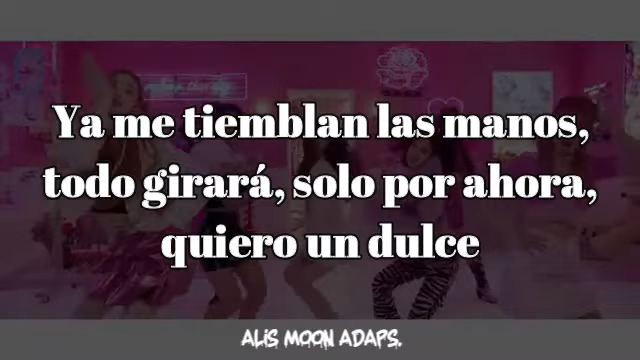 Ya me tiemblan las manos,
todo girará, solo por ahora,
quiero un dulce
ALIS MOON ADAPS.